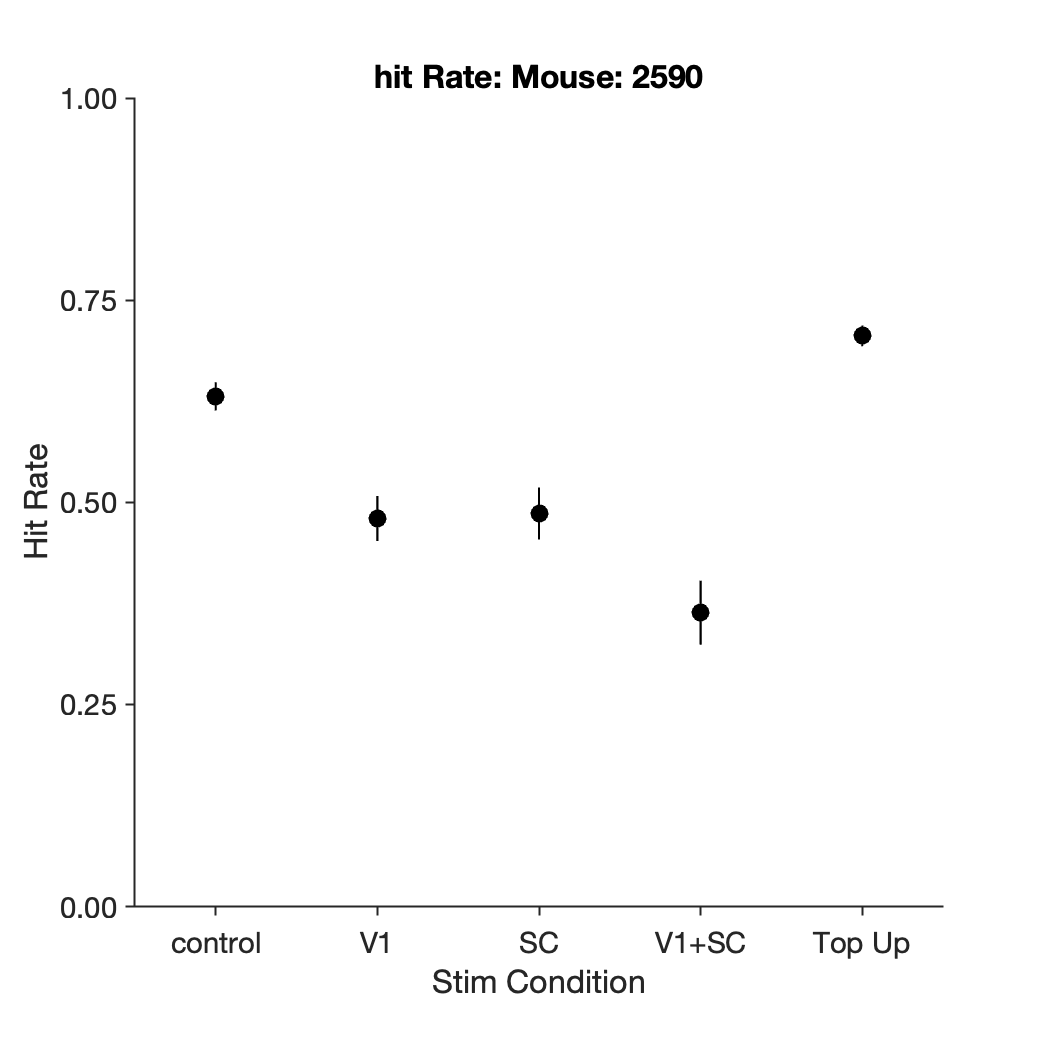 hit Rate: Mouse: 2590
1.00
0.75
0.50
0.25
0.00
Hit Rate
control V1 SC V1+SC Top Up
Stim Condition